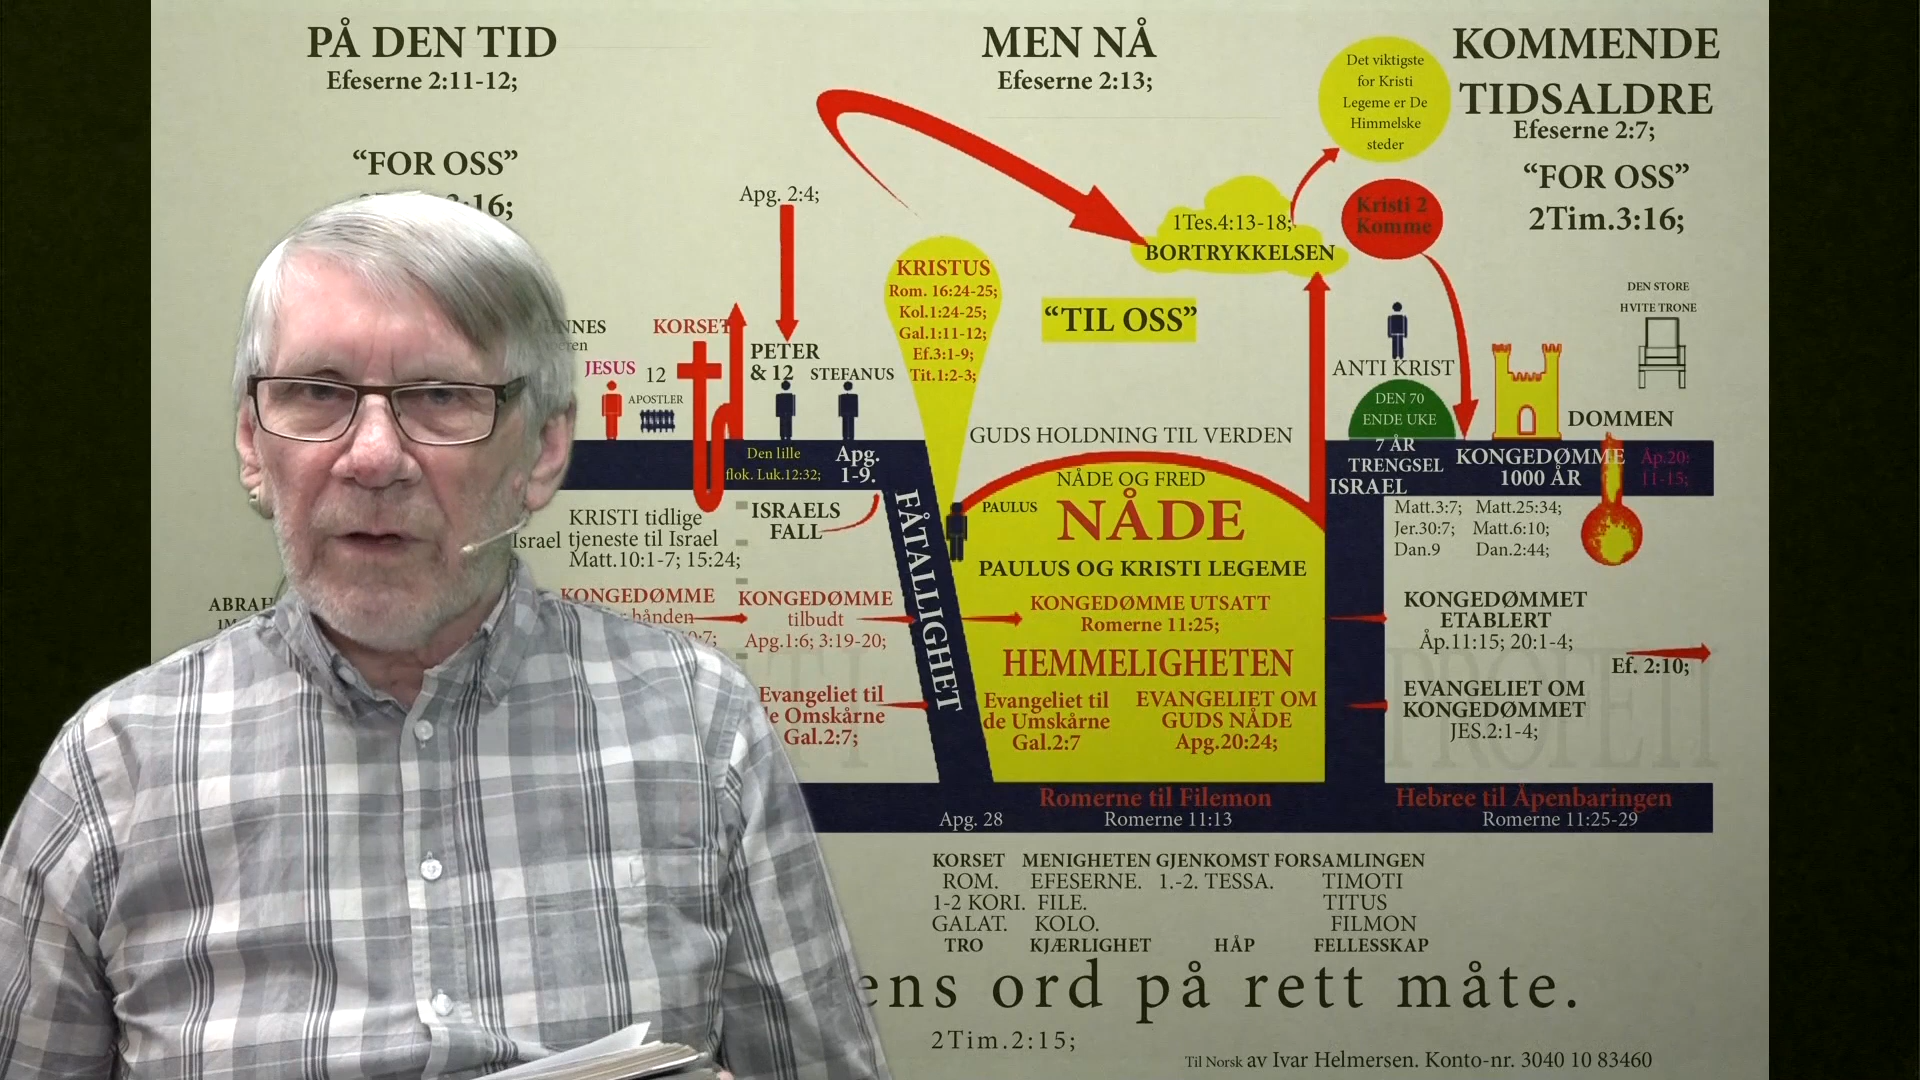 PÅ DEN TID
Efeserne 2:11-12;
MEN NÅ
Efeserne 2:13;
KOMMENDE
TIDSALDRE
Efeserne 2:7;
Det viktigste
for Kristi
Legeme er De
Himmelske
steder
“FOR OSS”
3:16;
“FOR OSS”
2Tim.3:16;
Apg. 2:4;
1Tes.4:13-18;
BORTRYKKELSEN
Kristi 2
Komme
KRISTUS
Rom. 16:24-25;
Kol.1:24-25;
Gal.1:11-12;
Ef.3:1-9;
Tit.1:2-3;
“TIL OSS”
DEN STORE
HVITE TRONE
KORSET
JESUS
12
APOSTLER
PETER
& 12
STEFANUS
ANTI KRIST
DEN 70
ENDE UKE
DOMMEN
GUDS HOLDNING TIL VERDEN
Den lille
flok. Luk.12:32;
Apg.
1-9.
7 ÅR
TRENGSEL
ISRAEL
KONGEDØMME
1000 ÅR
Åp.20:
11-15;
NÅDE OG FRED
PAULUS
NÅDE
PAULUS OG KRISTI LEGEME
KONGEDØMME UTSATT
Romerne 11:25;
HEMMELIGHETEN
Evangeliet til
de Umskårne
Gal.2:7
EVANGELIET OM
GUDS NÅDE
Apg.20:24;
FÅTALLIGHET
ISRAELS
FALL
KRISTI tidlige
Israel tjeneste til Israel
Matt.10:1-7; 15:24;
Matt.3:7; Matt.25:34;
Jer.30:7; Matt.6:10;
Dan.9 Dan.2:44;
ABRAH
KONGEDØMME
hånden
KONGEDØMME
tilbudt
Apg.1:6; 3:19-20;
KONGEDØMMET
ETABLERT
Åp.11:15; 20:1-4;
Ef. 2:10;
Evangeliet til
Omskårne
Gal.2:7;
EVANGELIET OM
KONGEDØMMET
JES.2:1-4;
PROFETI
Apg. 28
Romerne til Filemon
Romerne 11:13
Hebree til Åpenbaringen
Romerne 11:25-29
KORSET MENIGHETEN GJENKOMST FORSAMLINGEN
ROM. EFESERNE. 1.-2. TESSA. TIMOTI
1-2 KORI. FILE. TITUS
GALAT. KOLO. FILMON
TRO KJÆRLIGHET HÅP FELLESSKAP
ens ord på rett måte.
2Tim.2:15;
Til Norsk av Ivar Helmersen. Konto-nr. 3040 10 83460